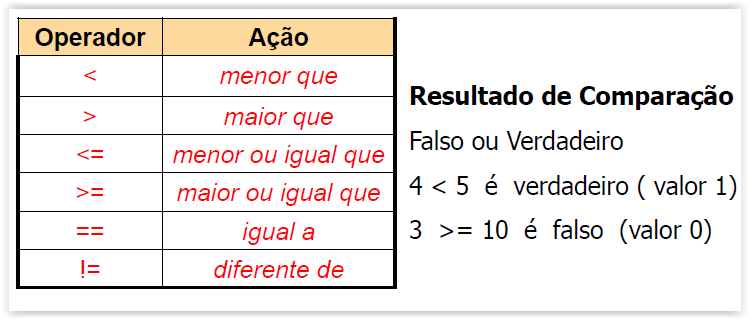 Operador Ação
< menor que
> maior que
<= menor ou igual que
>= maior ou igual que
== igual a
!= diferente de
Resultado de Comparação
Falso ou Verdadeiro
4 < 5 é verdadeiro ( valor 1)
3 >= 10 é falso (valor 0)